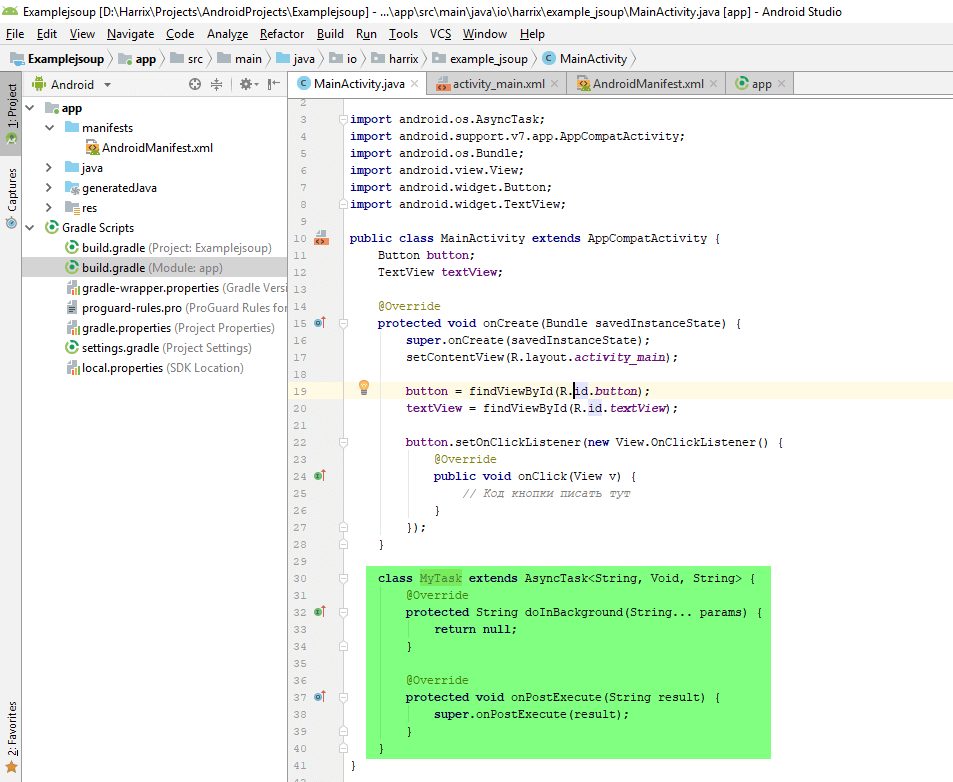 Examplejsoup [D:\Harrix\Projects\AndroidProjects\Examplejsoup] - ...\app\src\main\java\io\harrix\example_jsoup\MainActivity.java [app] - Android Studio
File Edit View Navigate Code Analyze Refactor Build Run Tools VCS Window Help
Examplejsoup app src main java io harrix example_jsoup MainActivity
1: Project
Captures
2: Favorites
Android
app
manifests
AndroidManifest.xml
java
generatedJava
res
Gradle Scripts
build.gradle (Project: Examplejsoup)
build.gradle (Module: app)
gradle-wrapper.properties (Gradle Versi
proguard-rules.pro (ProGuard Rules for
gradle.properties (Project Properties)
settings.gradle (Project Settings)
local.properties (SDK Location)
MainActivity.java activity_main.xml AndroidManifest.xml app
2
3 import android.os.AsyncTask;
4 import android.support.v7.app.AppCompatActivity;
5 import android.os.Bundle;
6 import android.view.View;
7 import android.widget.Button;
8 import android.widget.TextView;
9
10 public class MainActivity extends AppCompatActivity {
11 Button button;
12 TextView textView;
13
14 @Override
15 protected void onCreate(Bundle savedInstanceState) {
16 super.onCreate(savedInstanceState);
17 setContentView(R.layout.activity_main);
18
19 button = findViewById(R.id.button);
20 textView = findViewById(R.id.textView);
21
22 button.setOnClickListener(new View.OnClickListener() {
23 @Override
24 public void onClick(View v) {
25 // Код кнопки писать тут
26 }
27 });
28 }
29
30 class MyTask extends AsyncTask<String, Void, String> {
31 @Override
32 protected String doInBackground(String... params) {
33 return null;
34 }
35
36 @Override
37 protected void onPostExecute(String result) {
38 super.onPostExecute(result);
39 }
40 }
41 }